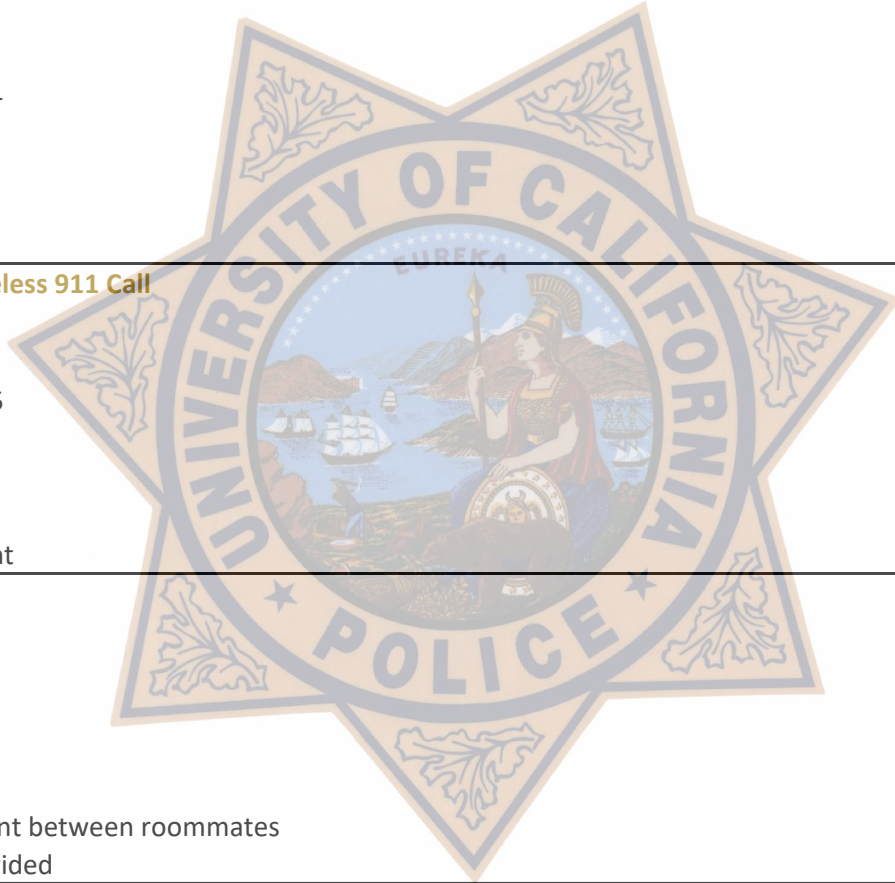 UNIVERSITY OF CALIFORNIA
EUREKA
eless 911 Call
nt
POLICE
nt between roommates
ided